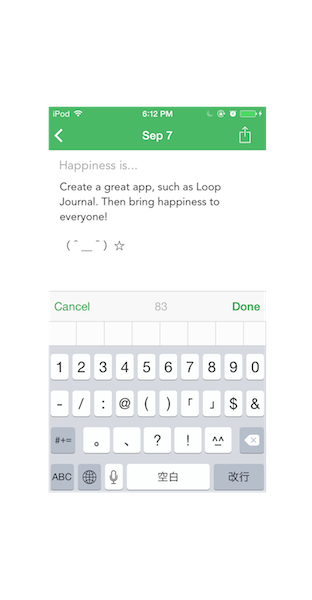 iPod 6:12 PM
Sep 7
Happiness is...
Create a great app, such as Loop
Journal. Then bring happiness to
everyone!
（＾＿＾）☆
Cancel 83 Done
1 2 3 4 5 6 7 8 9 0
- / : @ ( ) 「 」 $ &
#+= 。 、 ? ! ^^
ABC 空白 改行